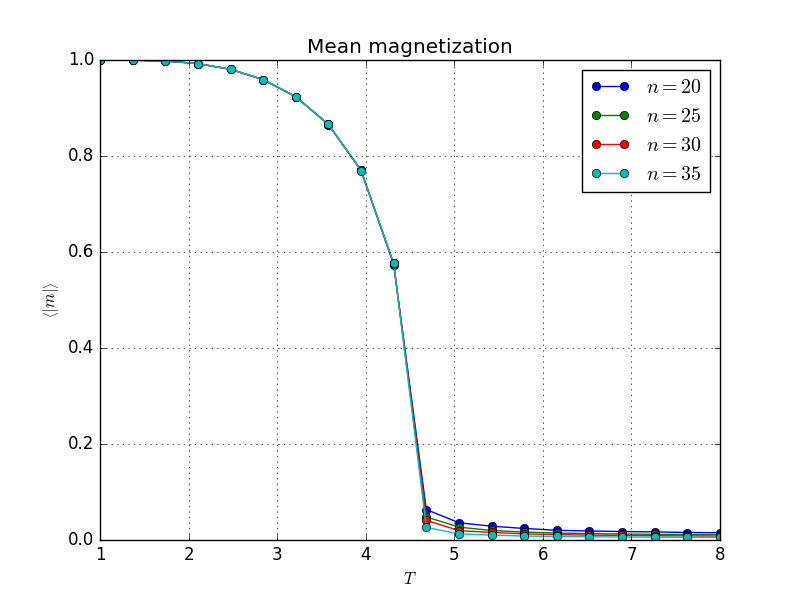 Mean magnetization
1.0
0.8
0.6
0.4
0.2
0.0
⟨|m|⟩
n = 20
n = 25
n = 30
n = 35
1 2 3 4 5 6 7 8
T